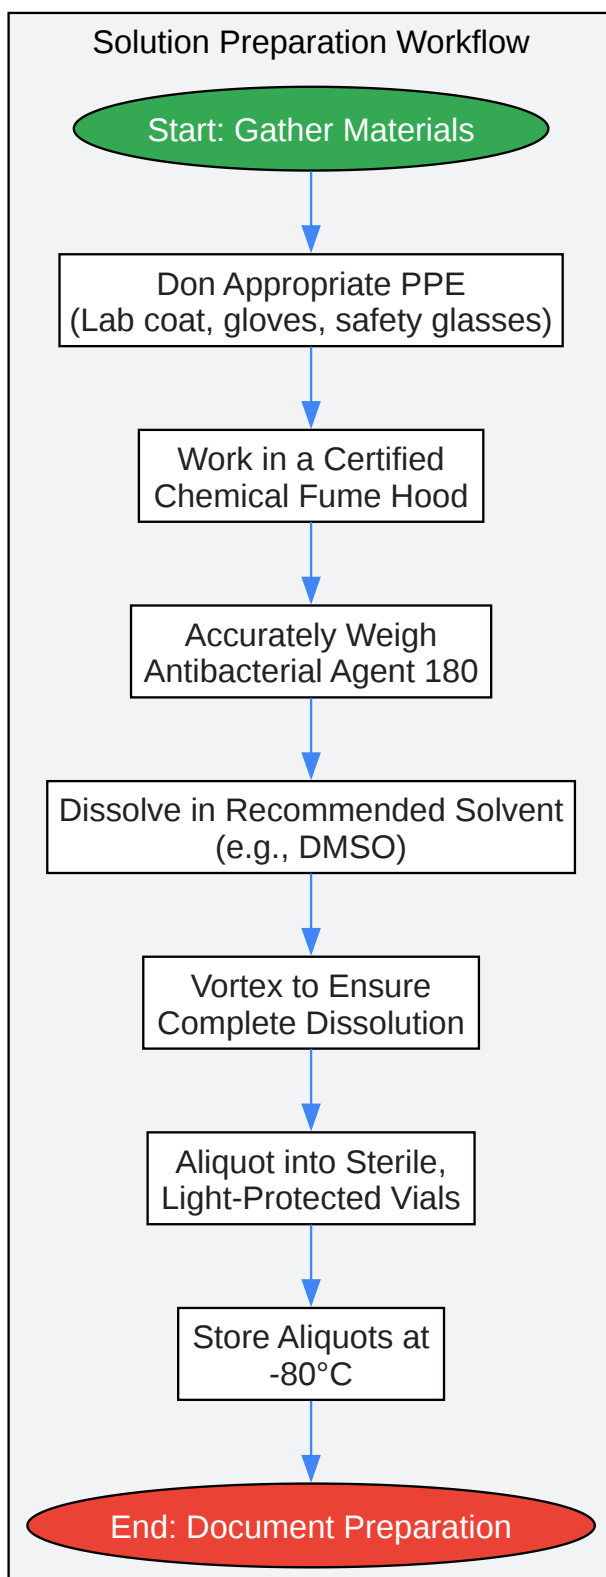 Solution Preparation Workflow
Start: Gather Materials
Don Appropriate PPE
(Lab coat, gloves, safety glasses)
Work in a Certified
Chemical Fume Hood
Accurately Weigh
Antibacterial Agent 180
Dissolve in Recommended Solvent
(e.g., DMSO)
Vortex to Ensure
Complete Dissolution
Aliquot into Sterile,
Light-Protected Vials
Store Aliquots at
-80°C
End: Document Preparation